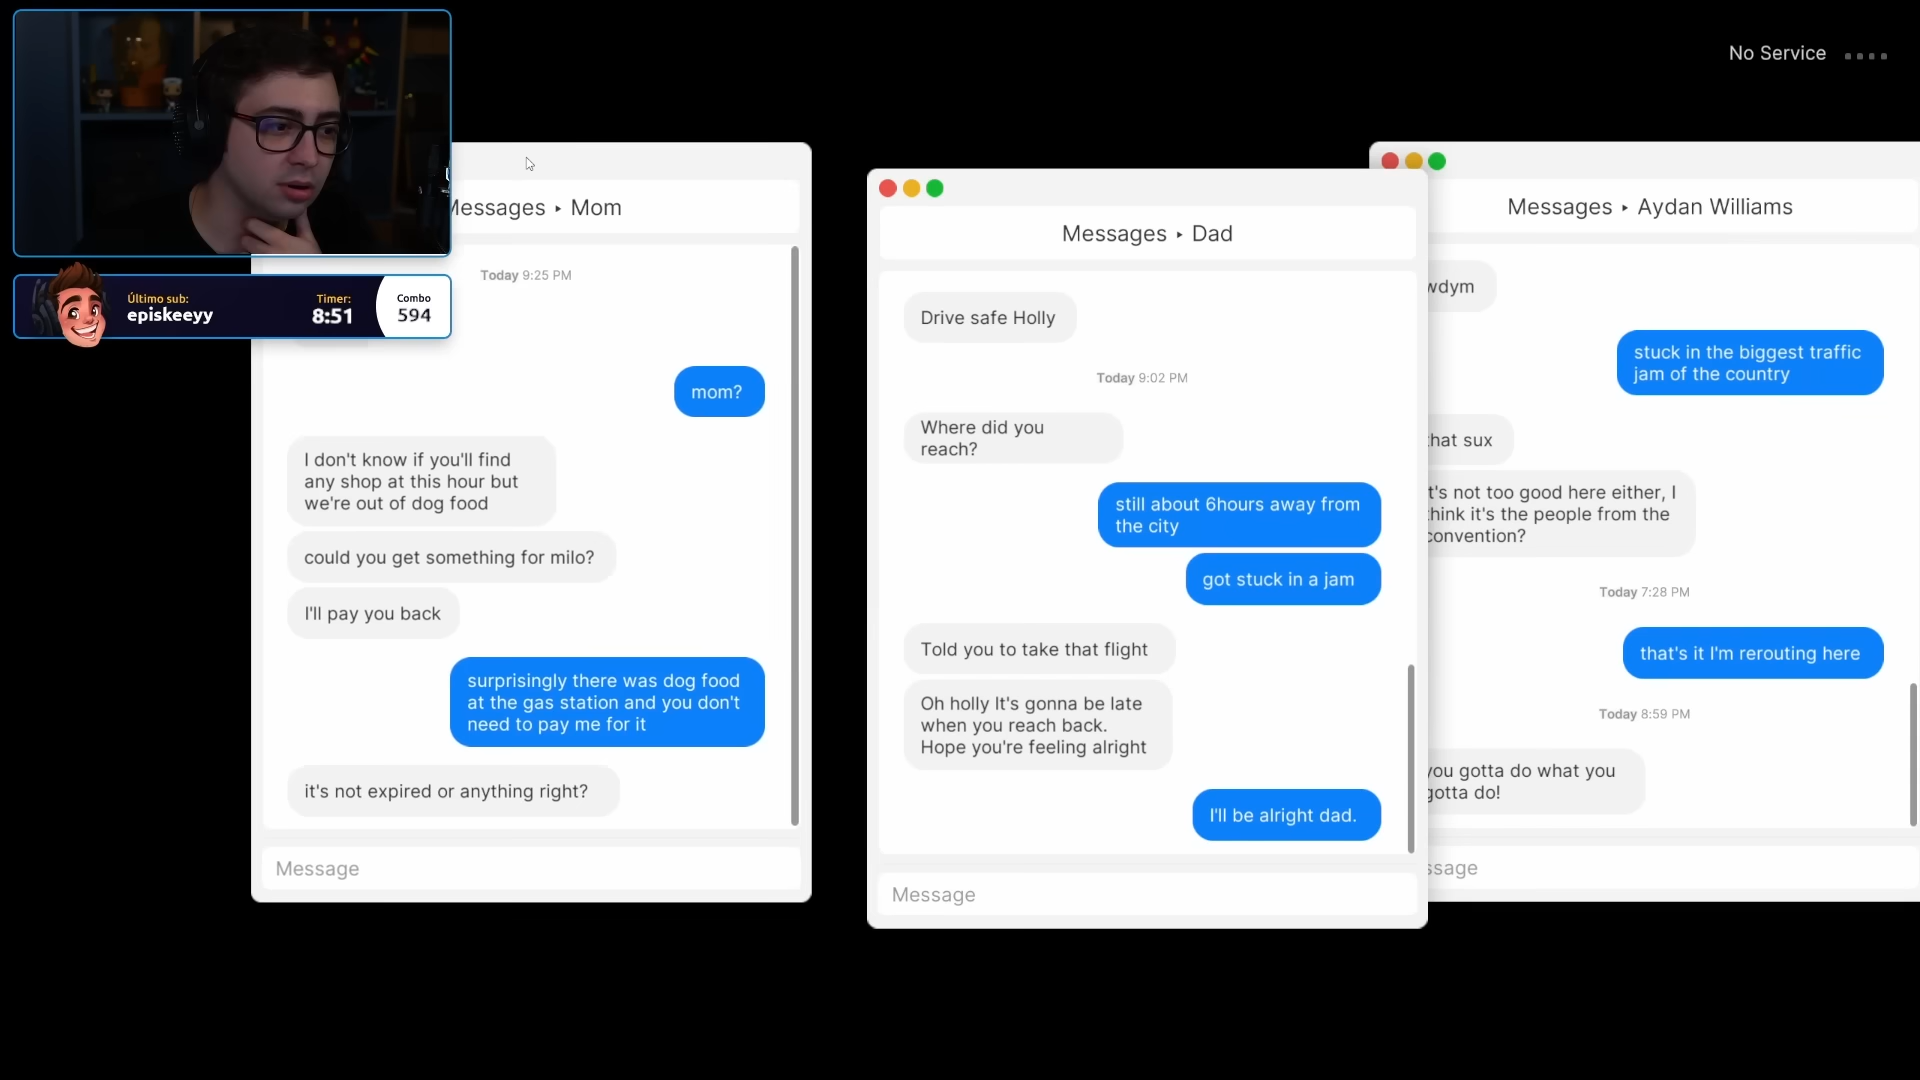 No Service
Último sub:
episkeeyy
Timer:
8:51
Combo
594
Messages ▸ Mom
Today 9:25 PM
mom?
I don't know if you'll find
any shop at this hour but
we're out of dog food
could you get something for milo?
I'll pay you back
surprisingly there was dog food
at the gas station and you don't
need to pay me for it
it's not expired or anything right?
Message
Messages ▸ Dad
Drive safe Holly
Today 9:02 PM
Where did you
reach?
still about 6hours away from
the city
got stuck in a jam
Told you to take that flight
Oh holly It's gonna be late
when you reach back.
Hope you're feeling alright
I'll be alright dad.
Message
Messages ▸ Aydan Williams
wdym
stuck in the biggest traffic
jam of the country
that sux
it's not too good here either, I
think it's the people from the
convention?
Today 7:28 PM
that's it I'm rerouting here
Today 8:59 PM
you gotta do what you
gotta do!
ssage